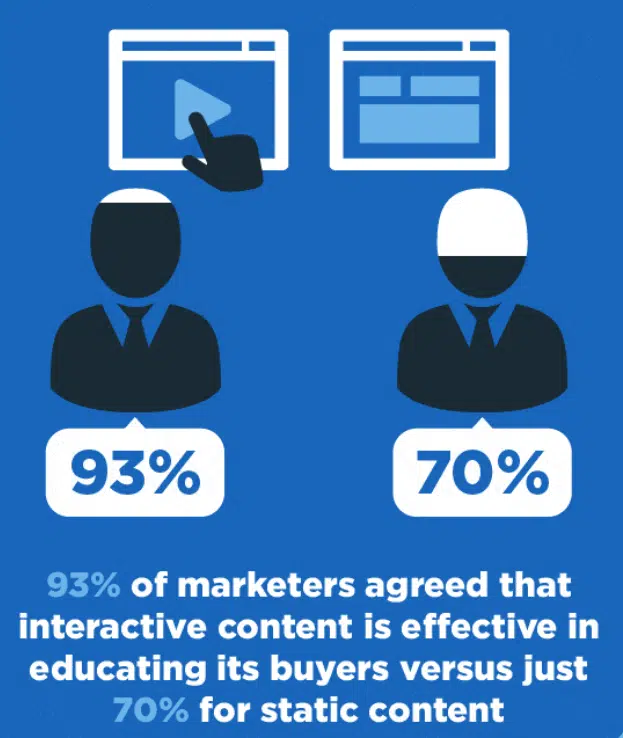 93% 70%
93% of marketers agreed that
interactive content is effective in
educating its buyers versus just
70% for static content